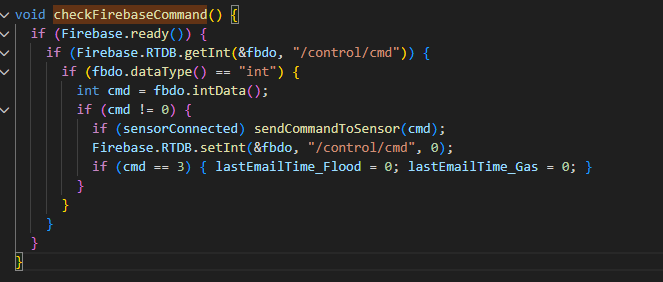 void checkFirebaseCommand() {
  if (Firebase.ready()) {
    if (Firebase.RTDB.getInt(&fbdo, "/control/cmd")) {
      if (fbdo.dataType() == "int") {
        int cmd = fbdo.intData();
        if (cmd != 0) {
          if (sensorConnected) sendCommandToSensor(cmd);
          Firebase.RTDB.setInt(&fbdo, "/control/cmd", 0);
          if (cmd == 3) { lastEmailTime_Flood = 0; lastEmailTime_Gas = 0; }
        }
      }
    }
  }
}